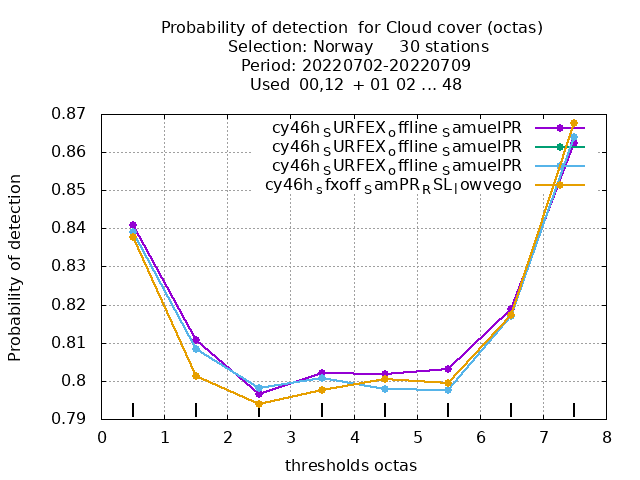 Probability of detection  for Cloud cover (octas)
Selection: Norway     30 stations
Period: 20220702-20220709
Used  00,12  + 01 02 ... 48
cy46h_SURFEX_offline_SamuelPR
cy46h_SURFEX_offline_SamuelPR
cy46h_SURFEX_offline_SamuelPR
cy46h_sfxoff_SamPR_RSL_lowvego
0.87
0.86
0.85
0.84
0.83
0.82
0.81
0.8
0.79
Probability of detection
0 1 2 3 4 5 6 7 8
thresholds octas